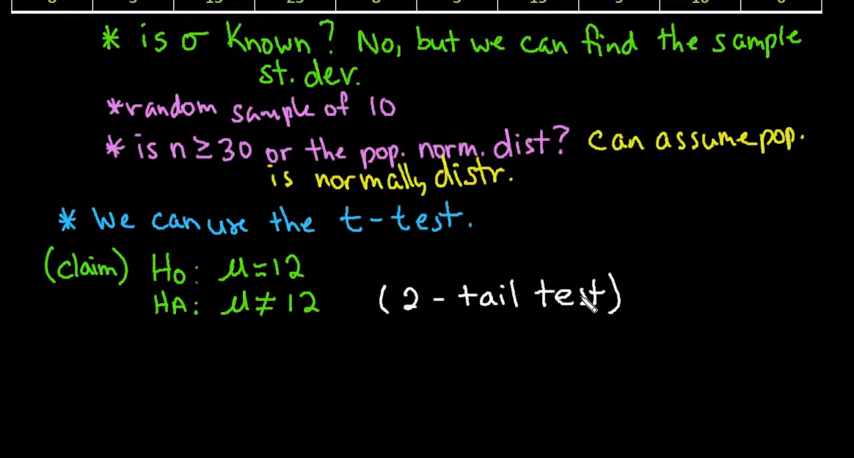 * is σ known? No, but we can find the sample
st. dev.
*random sample of 10
* is n ≥ 30 or the pop. norm. dist? can assume pop.
is normally distr.
* We can use the t-test.
(claim) Ho: μ = 12
HA: μ ≠ 12 (2-tail test)